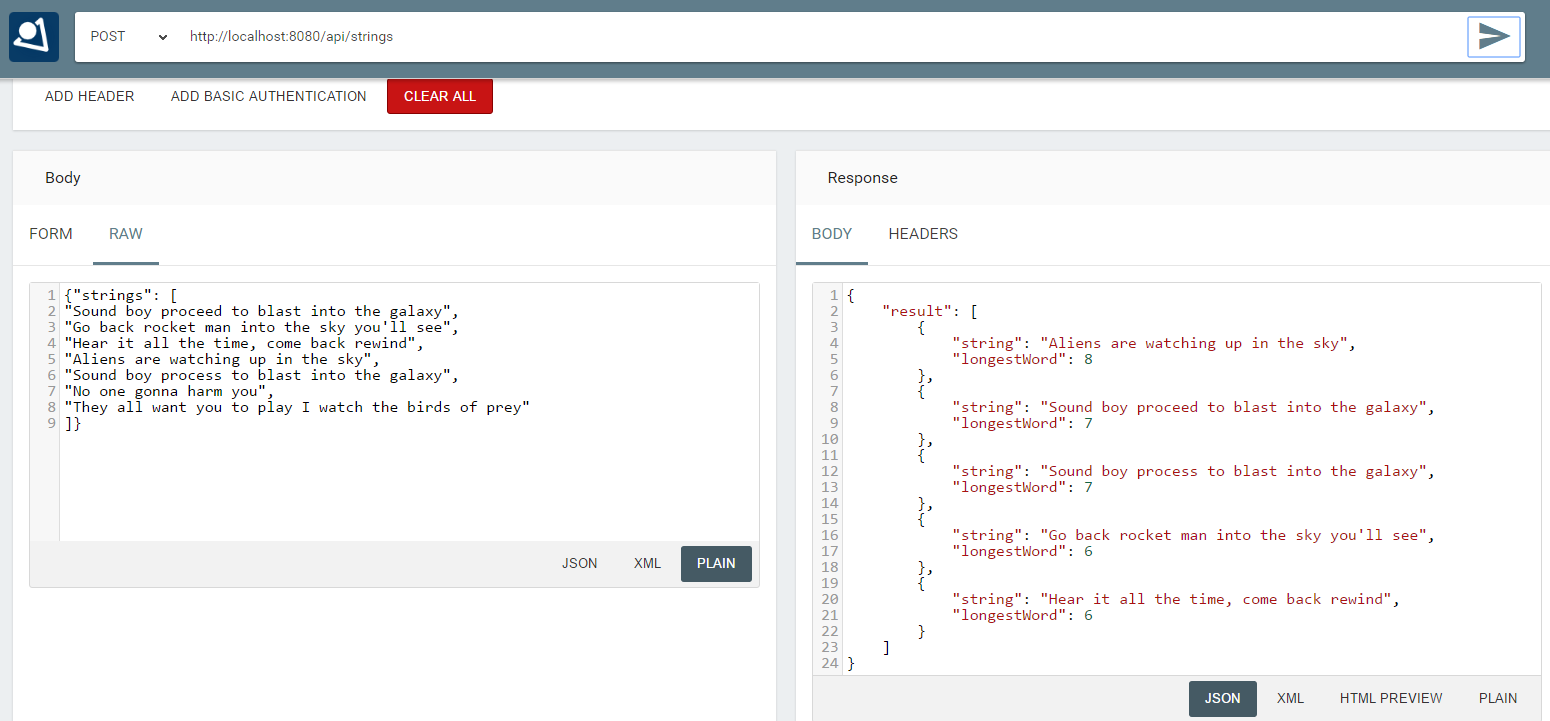 POST http://localhost:8080/api/strings
ADD HEADER ADD BASIC AUTHENTICATION CLEAR ALL
Body
FORM RAW
1 {"strings": [
2 "Sound boy proceed to blast into the galaxy",
3 "Go back rocket man into the sky you'll see",
4 "Hear it all the time, come back rewind",
5 "Aliens are watching up in the sky",
6 "Sound boy process to blast into the galaxy",
7 "No one gonna harm you",
8 "They all want you to play I watch the birds of prey"
9 ]}
JSON XML PLAIN
Response
BODY HEADERS
1 {
2 "result": [
3 {
4 "string": "Aliens are watching up in the sky",
5 "longestWord": 8
6 },
7 {
8 "string": "Sound boy proceed to blast into the galaxy",
9 "longestWord": 7
10 },
11 {
12 "string": "Sound boy process to blast into the galaxy",
13 "longestWord": 7
14 },
15 {
16 "string": "Go back rocket man into the sky you'll see",
17 "longestWord": 6
18 },
19 {
20 "string": "Hear it all the time, come back rewind",
21 "longestWord": 6
22 }
23 ]
24 }
JSON XML HTML PREVIEW PLAIN